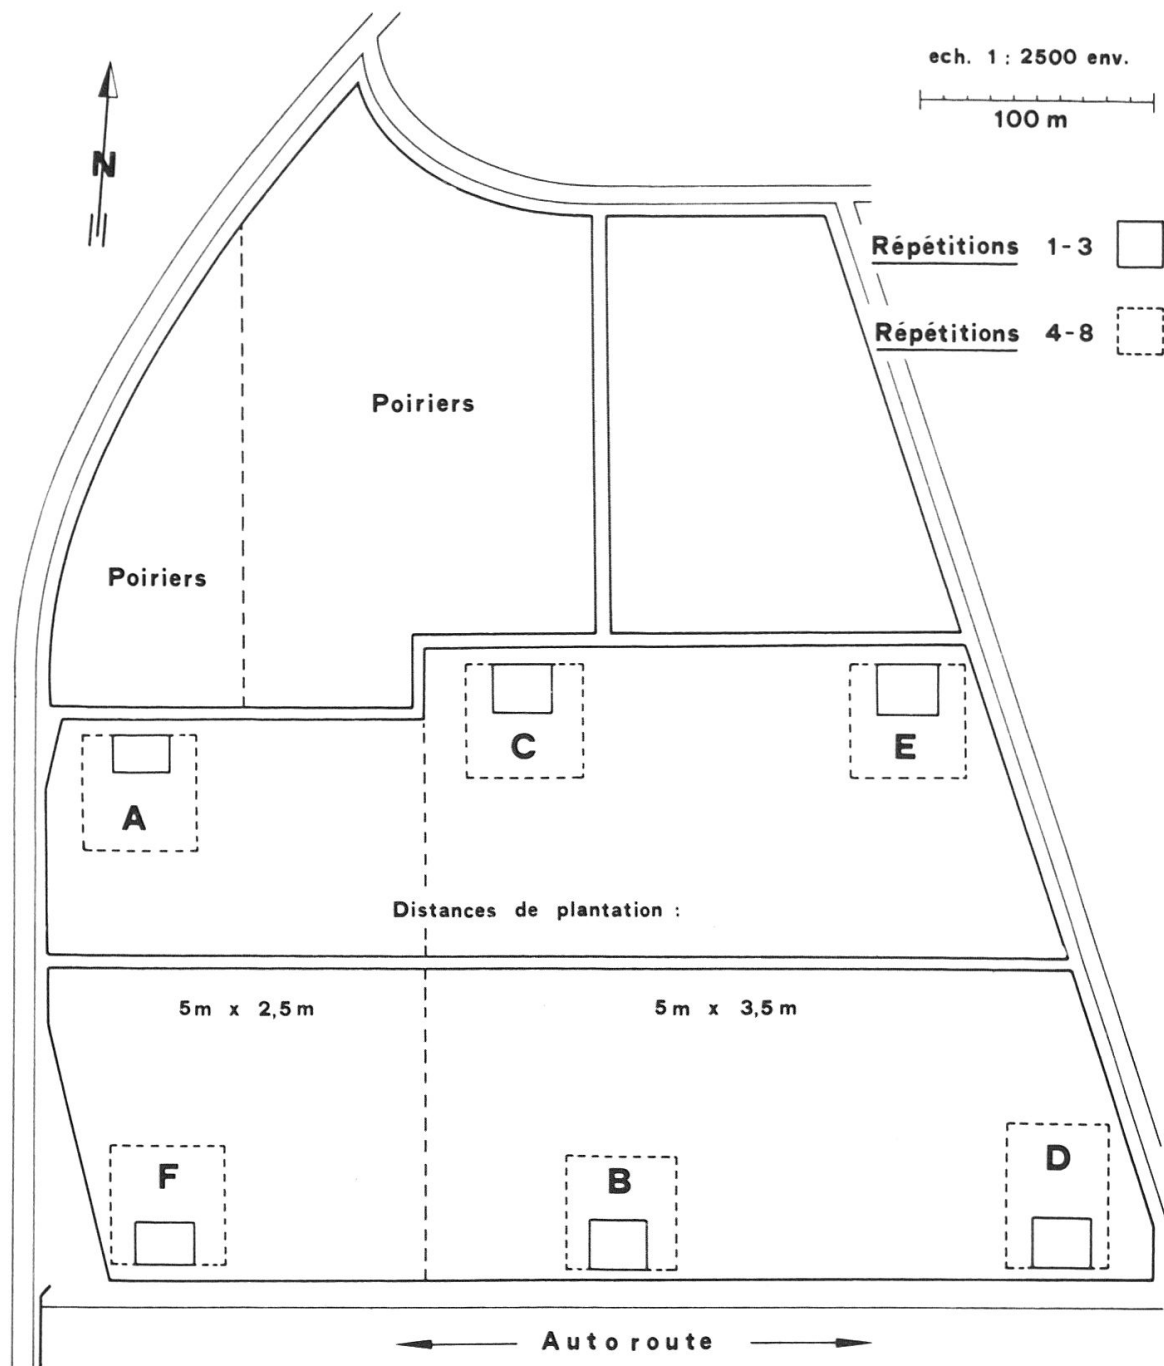 ech. 1 : 2500 env.
100 m
N
Répétitions 1-3
Répétitions 4-8
Poiriers
Poiriers
C
E
A
Distances de plantation :
5m x 2,5m
5m x 3,5m
F
B
D
Autoroute